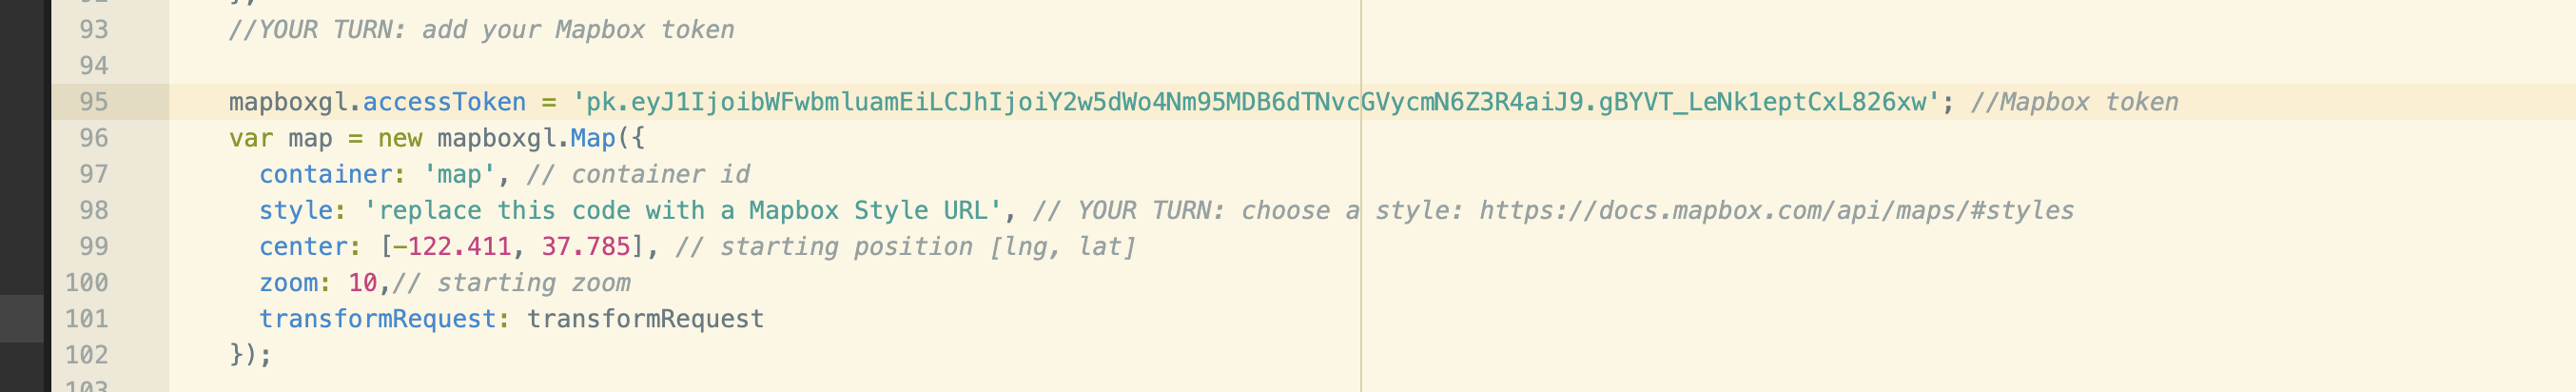 93 //YOUR TURN: add your Mapbox token
94
95 mapboxgl.accessToken = 'pk.eyJ1IjoibWFwbmluamEiLCJhIjoiY2w5dWo4Nm95MDB6dTNvcGVycmN6Z3R4aiJ9.gBYVT_LeNk1eptCxL826xw'; //Mapbox token
96 var map = new mapboxgl.Map({
97 container: 'map', // container id
98 style: 'replace this code with a Mapbox Style URL', // YOUR TURN: choose a style: https://docs.mapbox.com/api/maps/#styles
99 center: [-122.411, 37.785], // starting position [lng, lat]
100 zoom: 10,// starting zoom
101 transformRequest: transformRequest
102 });
103